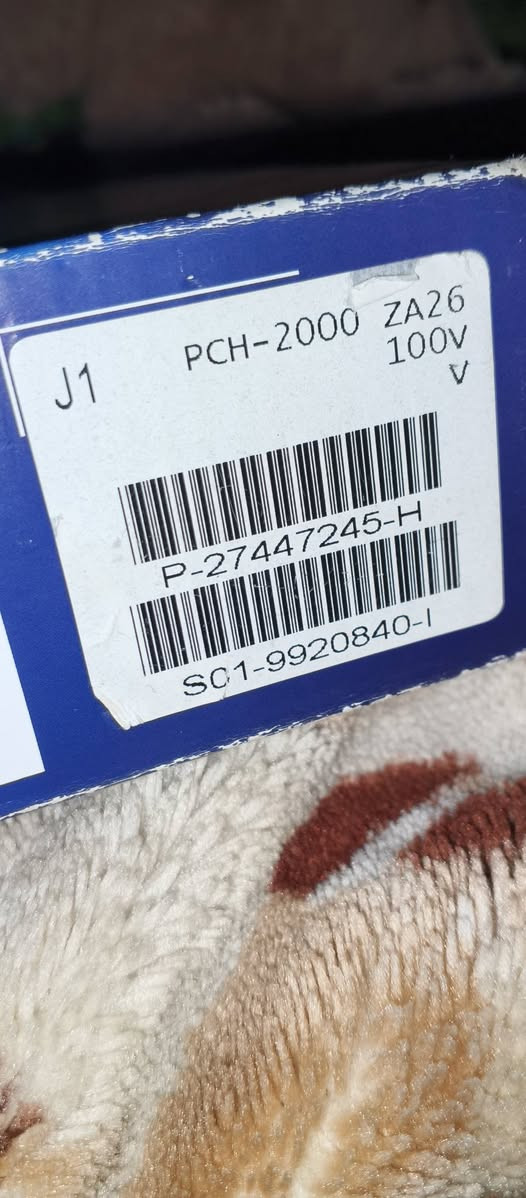 J1
PCH-2000 ZA26
100V
V
P-27447245-H
S01-9920840-I